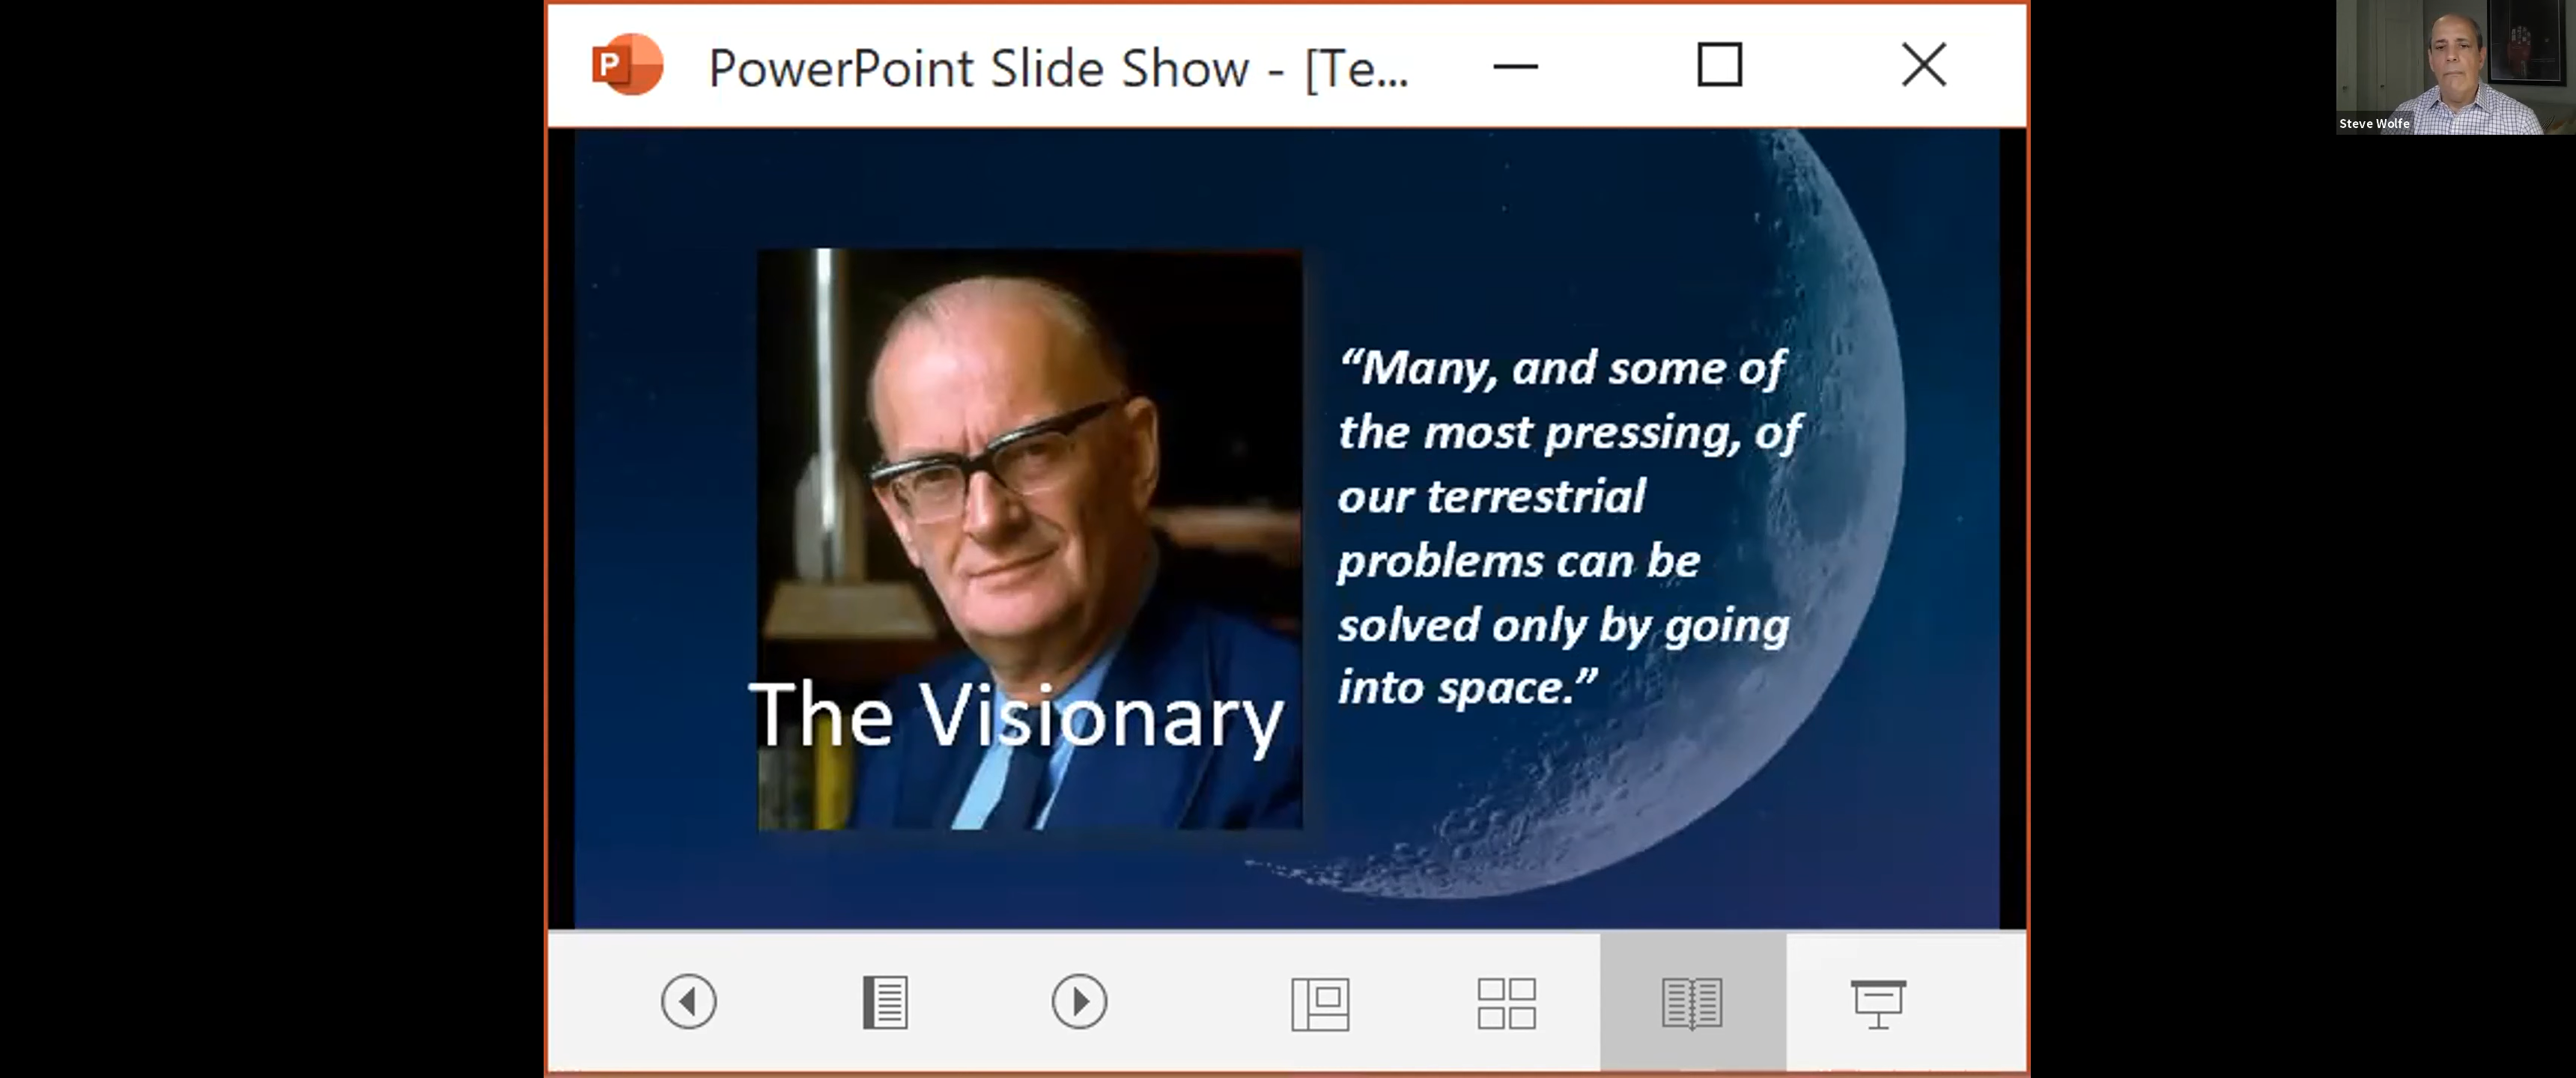 P PowerPoint Slide Show - [Te...
Steve Wolfe
“Many, and some of
the most pressing, of
our terrestrial
problems can be
solved only by going
into space.”
The Visionary